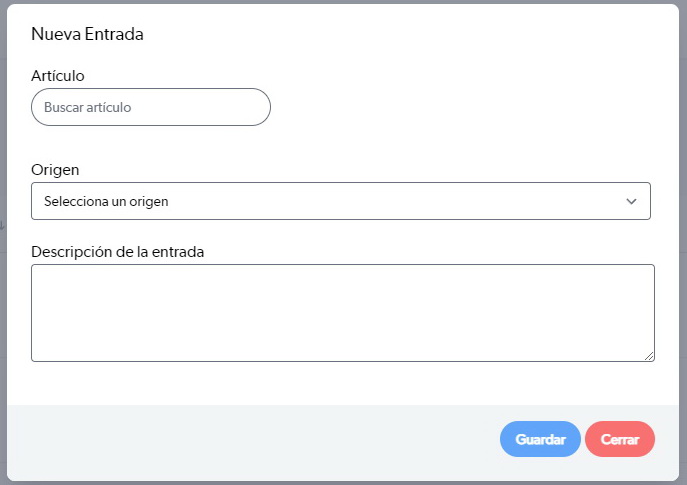 Nueva Entrada
Artículo
Buscar artículo
Origen
Selecciona un origen
Descripción de la entrada
Guardar Cerrar